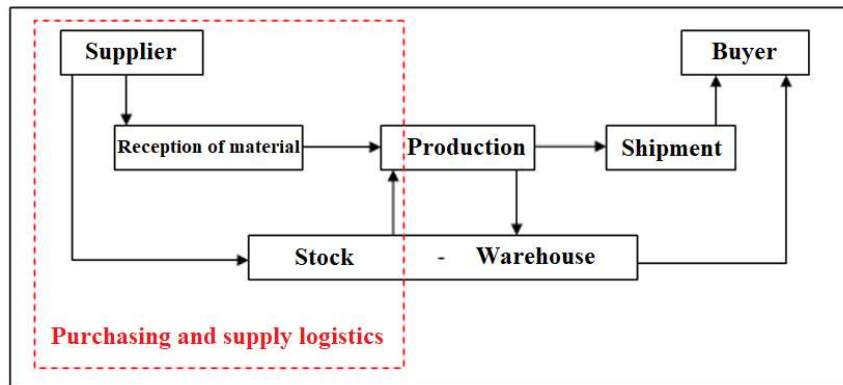 Supplier
Buyer
Reception of material
Production
Shipment
Stock - Warehouse
Purchasing and supply logistics